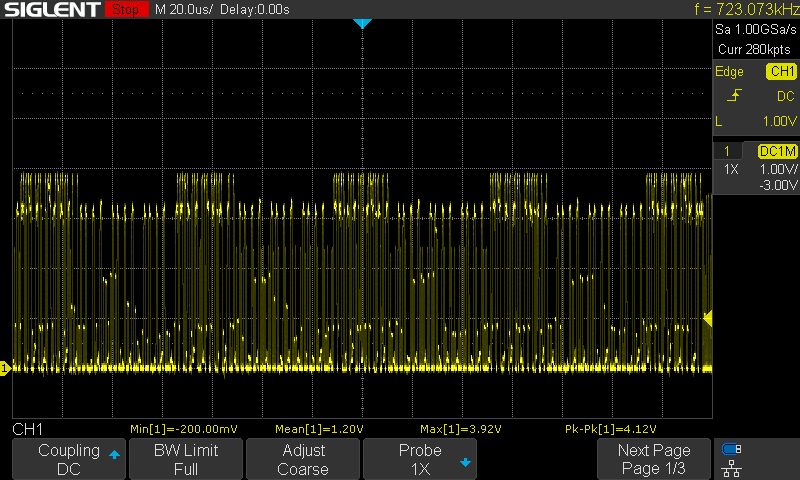 SIGLENT Stop M 20.0us/ Delay:0.00s f = 723.073kHz
Sa 1.00GSa/s
Curr 280kpts
Edge CH1
DC
L 1.00V
1 DC1M
1X 1.00V/
-3.00V
1
CH1 Min[1]=-200.00mV Mean[1]=1.20V Max[1]=3.92V Pk-Pk[1]=4.12V
Coupling BW Limit Adjust Probe Next Page
DC Full Coarse 1X Page 1/3